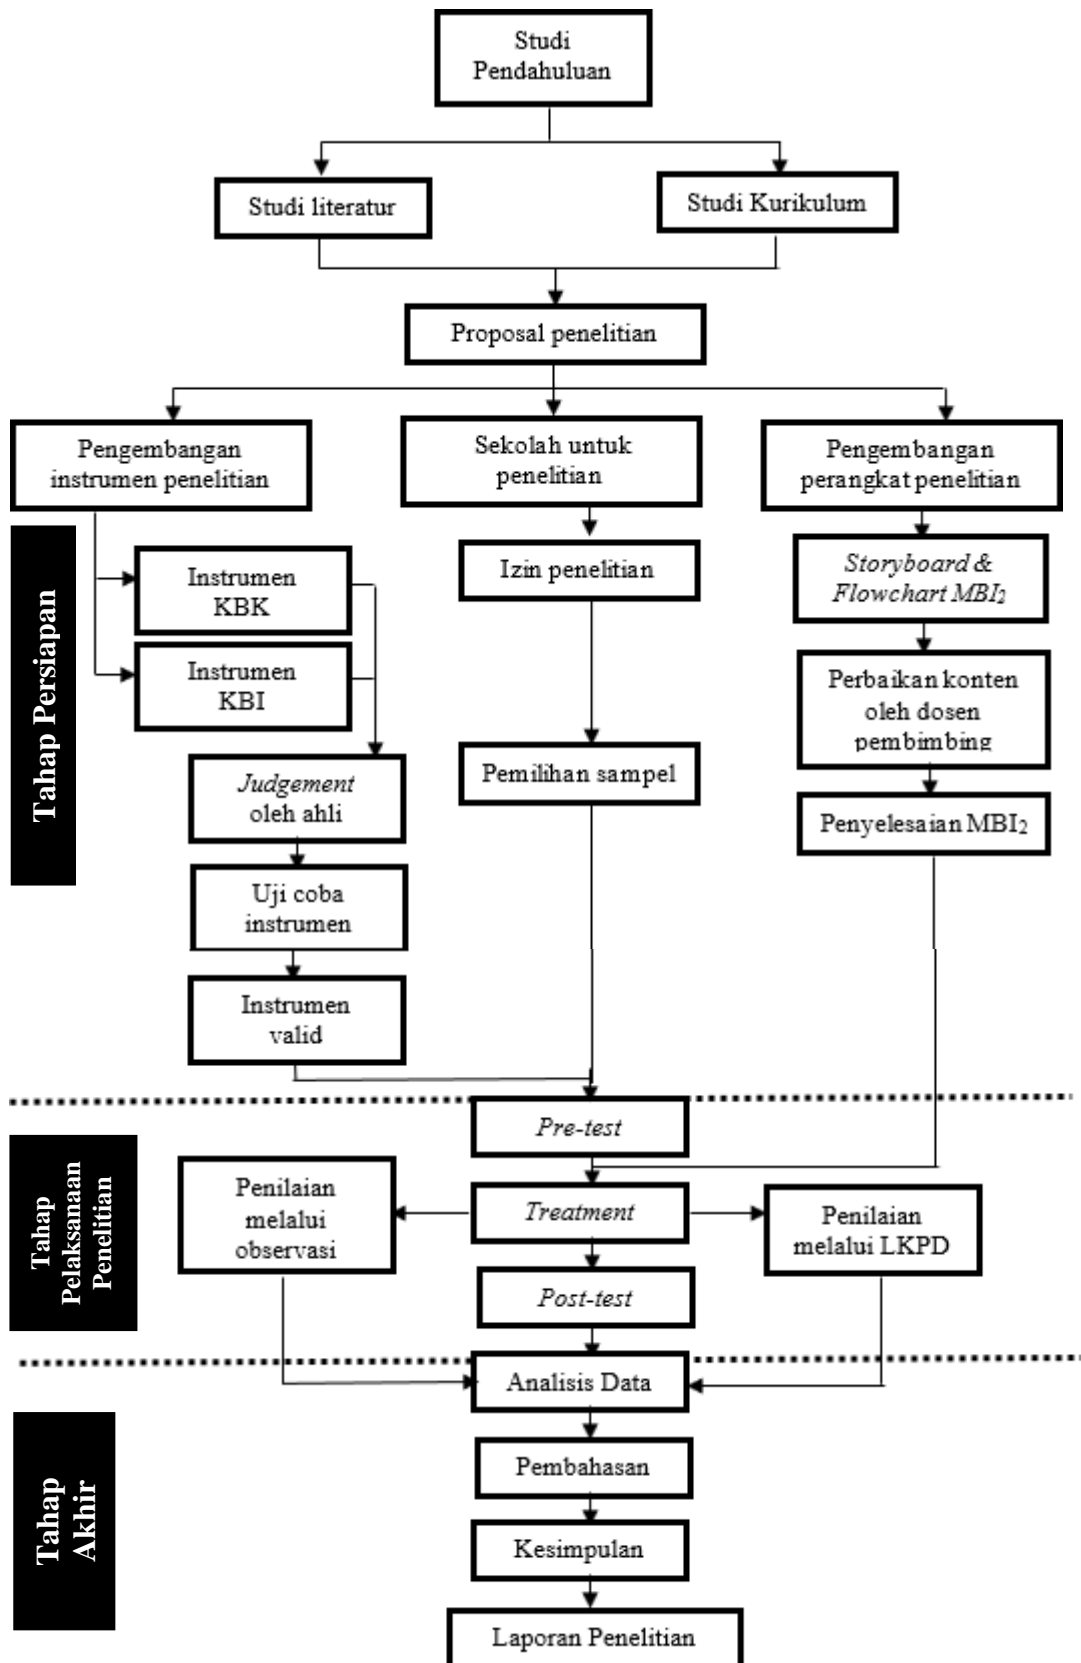 Studi
Pendahuluan
Studi literatur
Studi Kurikulum
Proposal penelitian
Pengembangan
instrumen penelitian
Sekolah untuk
penelitian
Pengembangan
perangkat penelitian
Tahap Persiapan
Instrumen
KBK
Izin penelitian
Storyboard &
Flowchart MBI₂
Instrumen
KBI
Perbaikan konten
oleh dosen
pembimbing
Judgement
oleh ahli
Pemilihan sampel
Penyelesaian MBI₂
Uji coba
instrumen
Instrumen
valid
Pre-test
Tahap
Pelaksanaan
Penelitian
Penilaian
melalui
observasi
Treatment
Penilaian
melalui LKPD
Post-test
Analisis Data
Tahap
Akhir
Pembahasan
Kesimpulan
Laporan Penelitian